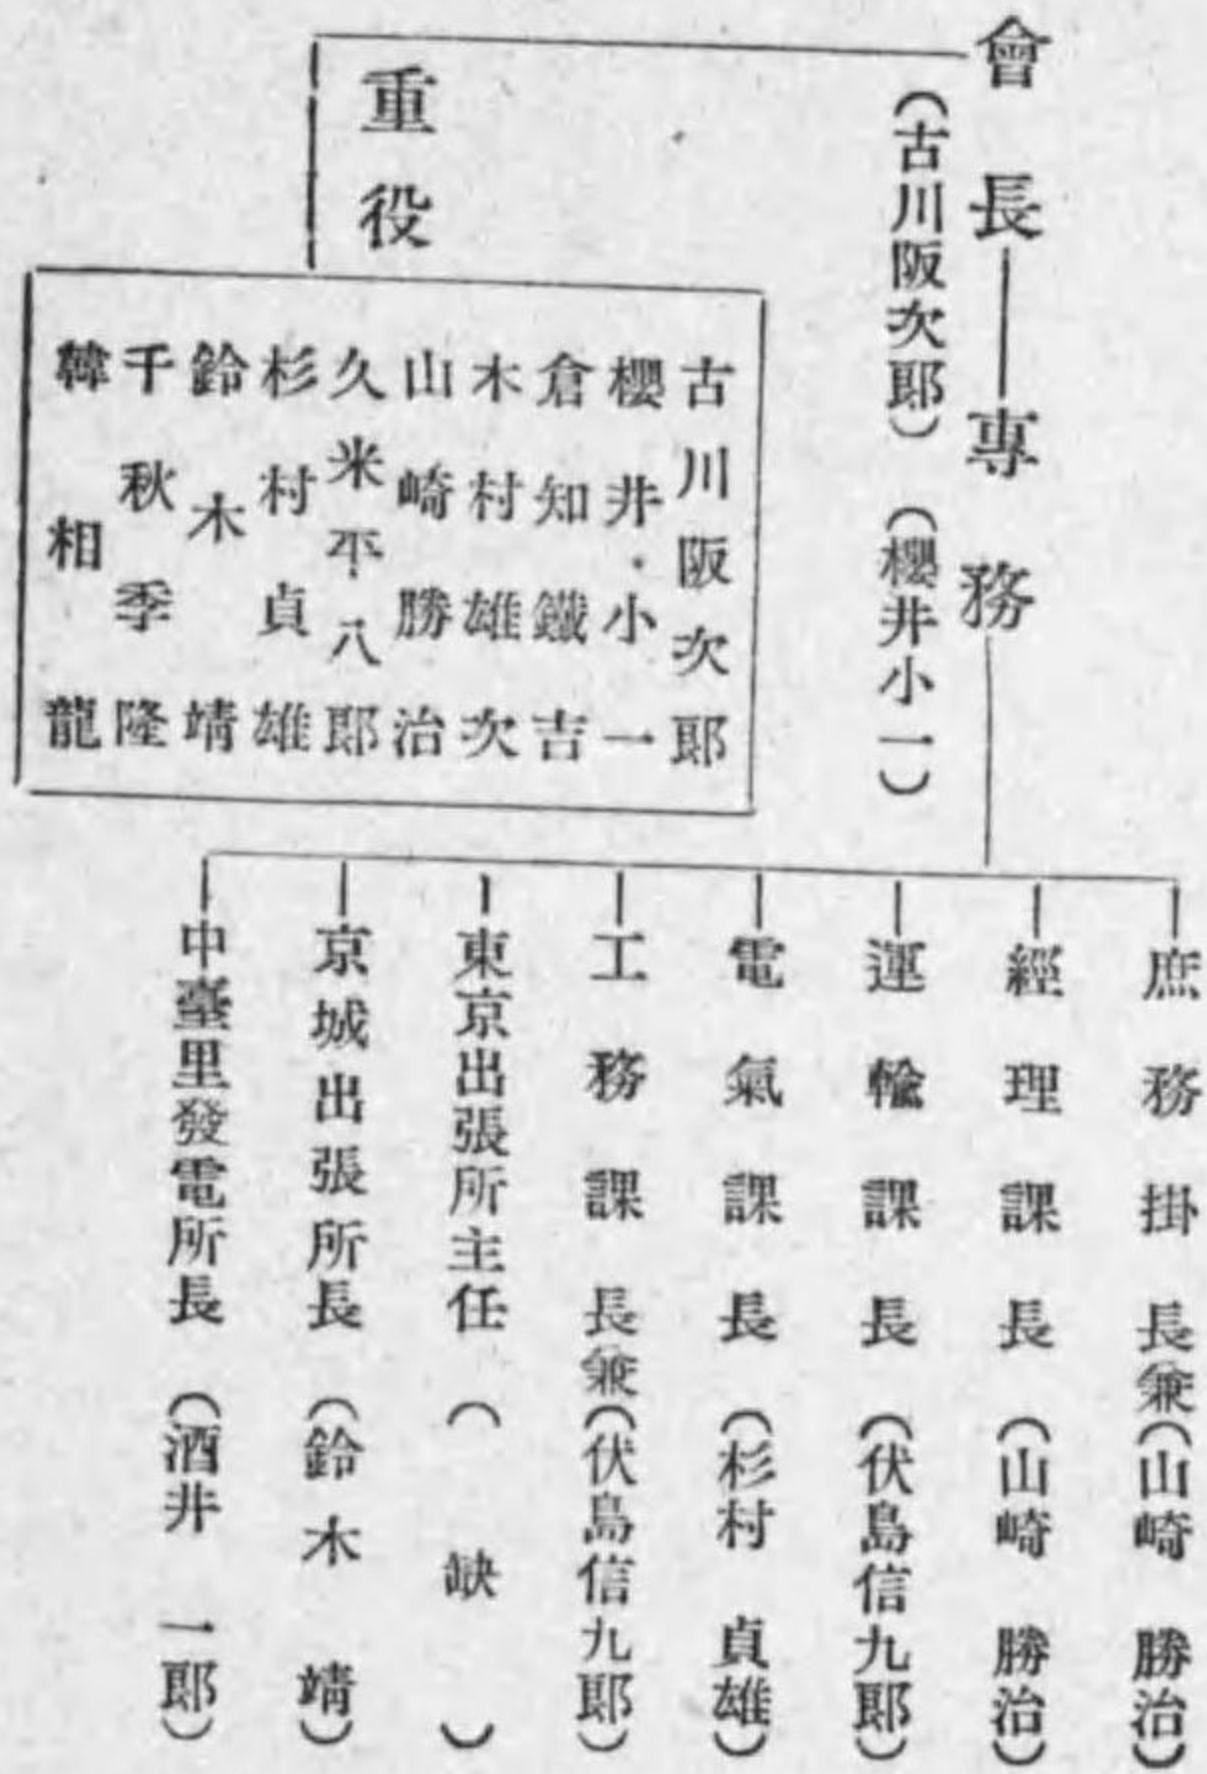 會長――專務
(古川阪次郎) (櫻井小一)
重役
古川阪次郎
櫻井小一
倉知鐵吉
木村雄次
山崎勝治
久米平八郎
杉村貞雄
鈴木靖
千秋季隆
韓相龍
庶務掛長兼(山崎勝治)
經理課長(山崎勝治)
運輸課長(伏島信九郎)
電氣課長(杉村貞雄)
工務課長兼(伏島信九郎)
東京出張所主任(缺)
京城出張所長(鈴木靖)
中臺里發電所長(酒井一郎)